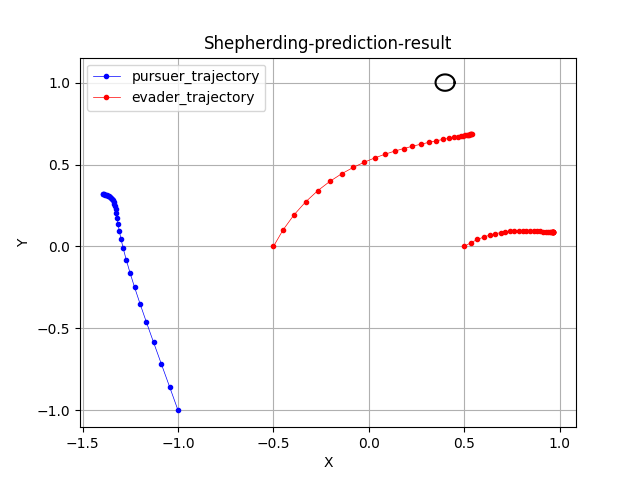 Shepherding-prediction-result
pursuer_trajectory
evader_trajectory
1.0
0.5
0.0
−0.5
−1.0
Y
−1.5 −1.0 −0.5 0.0 0.5 1.0
X